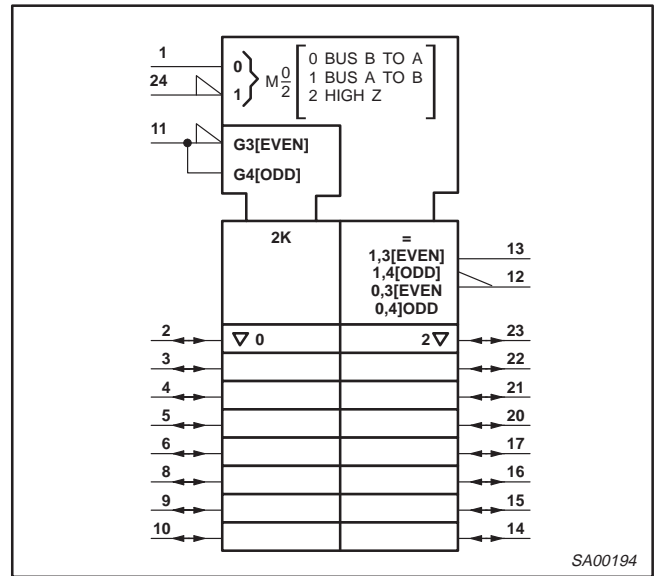 1
24
11
0
1
M 0/2
0 BUS B TO A
1 BUS A TO B
2 HIGH Z
G3[EVEN]
G4[ODD]
2K
=
1,3[EVEN]
1,4[ODD]
0,3[EVEN
0,4]ODD
13
12
2 ▽ 0 2▽ 23
3 22
4 21
5 20
6 17
8 16
9 15
10 14
SA00194